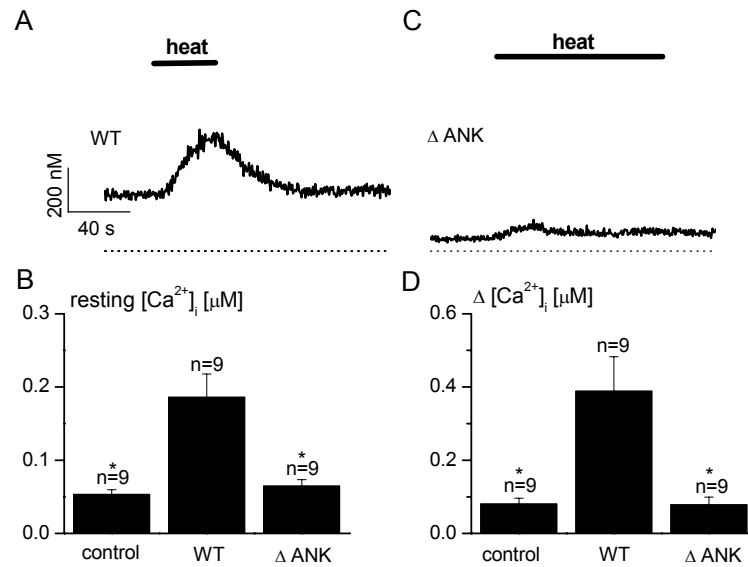 A
heat
WT
200 nM
40 s
C
heat
Δ ANK
B
resting [Ca²⁺]ᵢ [μM]
0.3
0.2
0.1
0.0
*
n=9
n=9
*
n=9
control
WT
Δ ANK
D
Δ [Ca²⁺]ᵢ [μM]
0.6
0.4
0.2
0.0
*
n=9
n=9
*
n=9
control
WT
Δ ANK